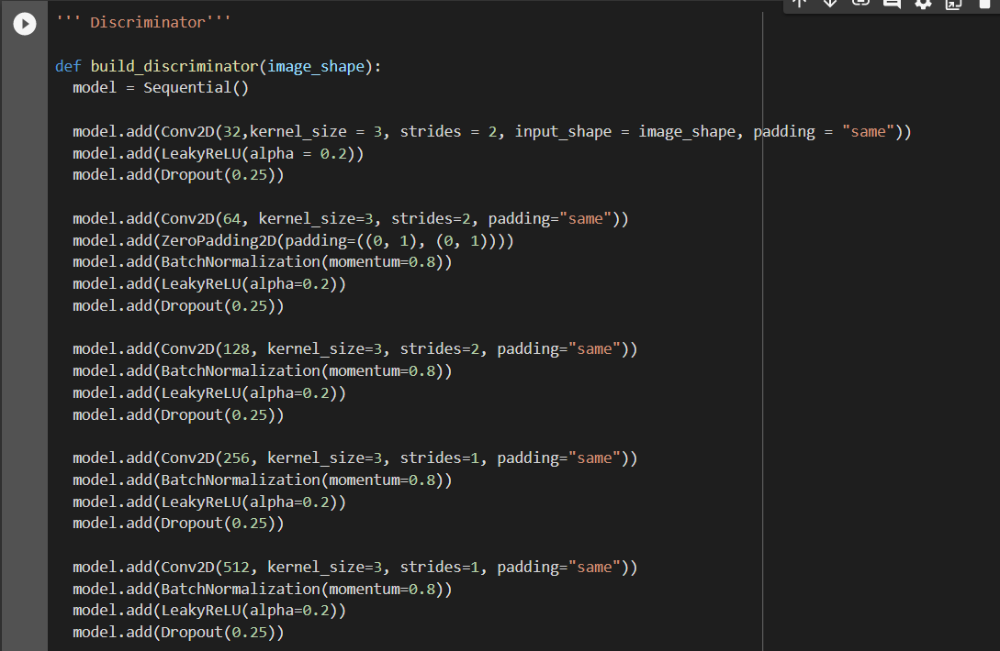 ''' Discriminator'''
def build_discriminator(image_shape):
  model = Sequential()
  model.add(Conv2D(32,kernel_size = 3, strides = 2, input_shape = image_shape, padding = "same"))
  model.add(LeakyReLU(alpha = 0.2))
  model.add(Dropout(0.25))
  model.add(Conv2D(64, kernel_size=3, strides=2, padding="same"))
  model.add(ZeroPadding2D(padding=((0, 1), (0, 1))))
  model.add(BatchNormalization(momentum=0.8))
  model.add(LeakyReLU(alpha=0.2))
  model.add(Dropout(0.25))
  model.add(Conv2D(128, kernel_size=3, strides=2, padding="same"))
  model.add(BatchNormalization(momentum=0.8))
  model.add(LeakyReLU(alpha=0.2))
  model.add(Dropout(0.25))
  model.add(Conv2D(256, kernel_size=3, strides=1, padding="same"))
  model.add(BatchNormalization(momentum=0.8))
  model.add(LeakyReLU(alpha=0.2))
  model.add(Dropout(0.25))
  model.add(Conv2D(512, kernel_size=3, strides=1, padding="same"))
  model.add(BatchNormalization(momentum=0.8))
  model.add(LeakyReLU(alpha=0.2))
  model.add(Dropout(0.25))